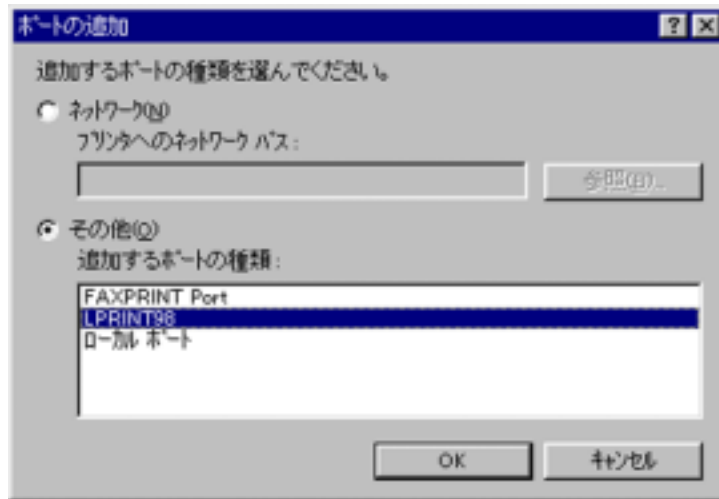 ポートの追加
追加するポートの種類を選んでください。
ネットワーク(N)
プリンタへのネットワーク パス:
参照(B)...
その他(O)
追加するポートの種類:
FAXPRINT Port
LPRINT98
ローカル ポート
OK
キャンセル